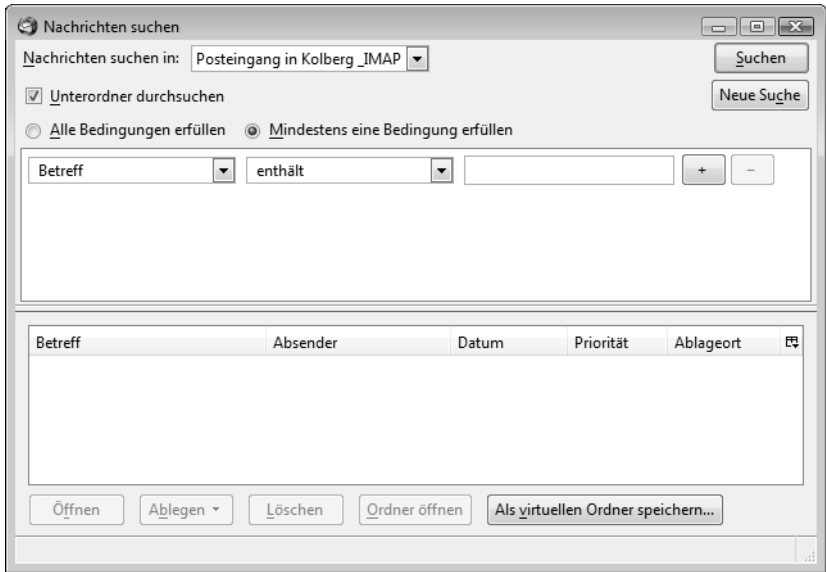 Nachrichten suchen
Nachrichten suchen in: Posteingang in Kolberg _IMAP Suchen
Unterordner durchsuchen Neue Suche
Alle Bedingungen erfüllen Mindestens eine Bedingung erfüllen
Betreff enthält + −
Betreff Absender Datum Priorität Ablageort
Öffnen Ablegen Löschen Ordner öffnen Als virtuellen Ordner speichern...